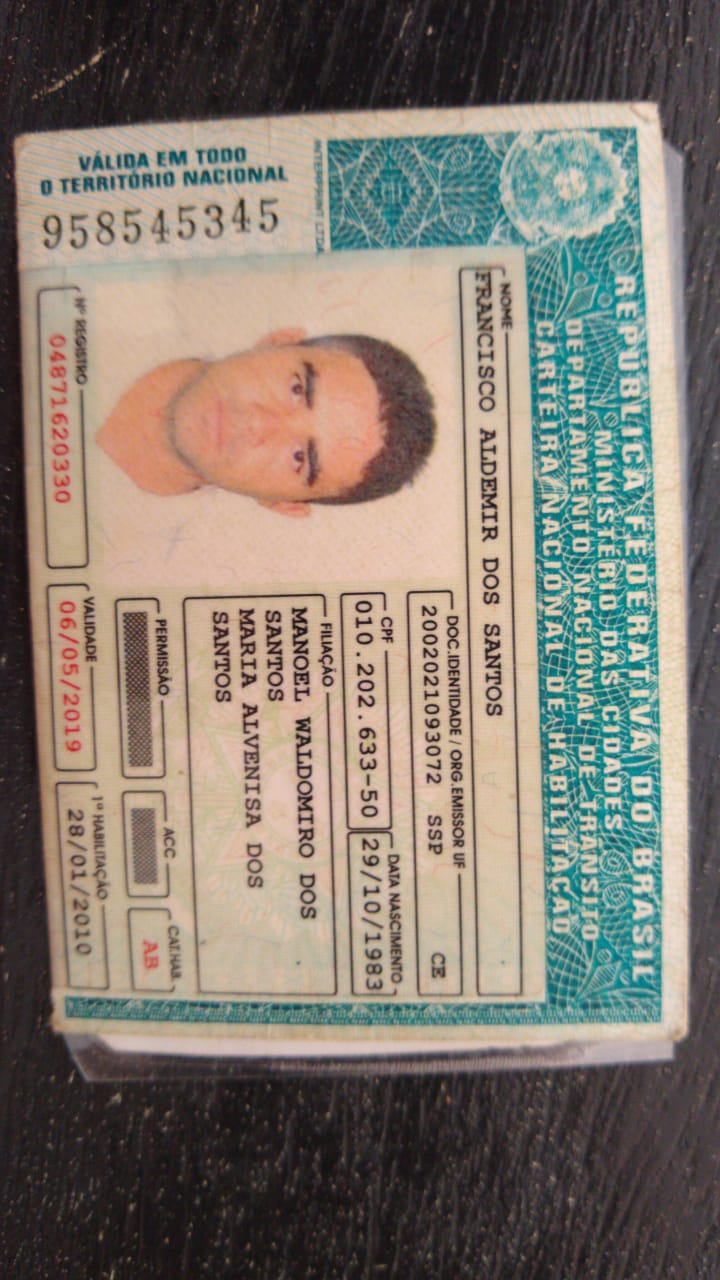 REPÚBLICA FEDERATIVA DO BRASIL
MINISTÉRIO DAS CIDADES
DEPARTAMENTO NACIONAL DE TRÂNSITO
CARTEIRA NACIONAL DE HABILITAÇÃO
NOME
FRANCISCO ALDEMIR DOS SANTOS
DOC.IDENTIDADE / ORG.EMISSOR UF
2002021093072 SSP CE
CPF
010.202.633-50
DATA NASCIMENTO
29/10/1983
FILIAÇÃO
MANOEL WALDOMIRO DOS
SANTOS
MARIA ALVENISA DOS
SANTOS
PERMISSÃO
ACC
CAT.HAB.
AB
Nº REGISTRO
04871620330
VALIDADE
06/05/2019
1ª HABILITAÇÃO
28/01/2010
VÁLIDA EM TODO
O TERRITÓRIO NACIONAL
958545345
INTERPRINT LTDA.